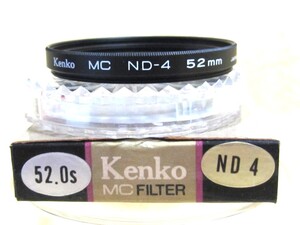 Kenko MC ND-4 52mm
52.0s
Kenko
MC FILTER
ND 4